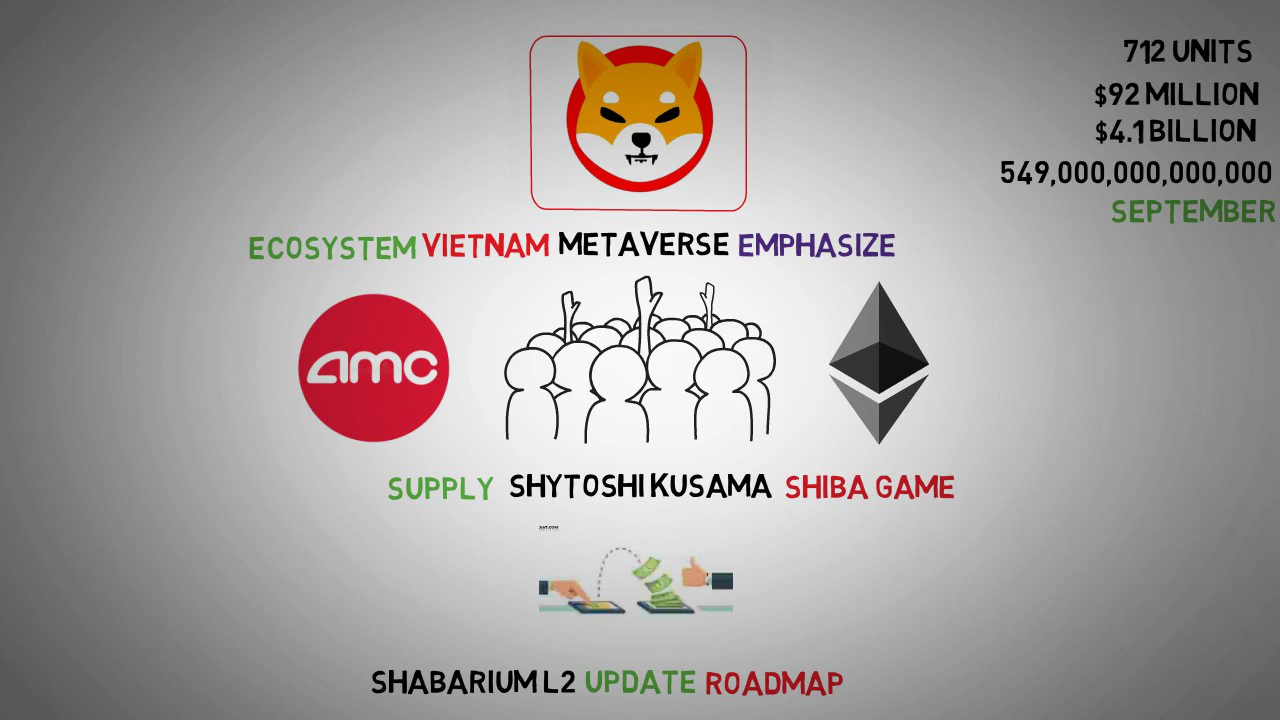 712 UNITS
$92 MILLION
$4.1 BILLION
549,000,000,000,000
SEPTEMBER
ECOSYSTEM VIETNAM METAVERSE EMPHASIZE
amc
SUPPLY SHYTOSHI KUSAMA SHIBA GAME
SHABARIUM L2 UPDATE ROADMAP